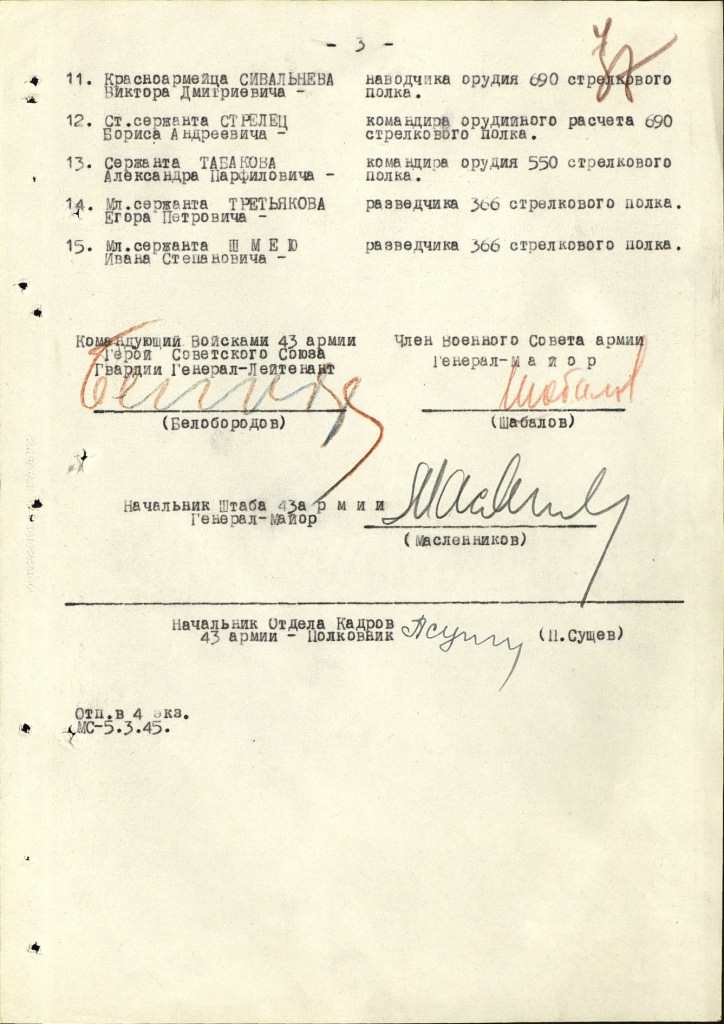 - 3 -
11. Красноармейца СИВАЛЬНЕВА наводчика орудия 690 стрелкового
Виктора Дмитриевича - полка.
12. Ст.сержанта СТРЕЛЕЦ командира орудийного расчета 690
Бориса Андреевича - стрелкового полка.
13. Сержанта ТАБАКОВА командира орудия 550 стрелкового
Александра Парфиловича - полка.
14. Мл.сержанта ТРЕТЬЯКОВА разведчика 366 стрелкового полка.
Егора Петровича -
15. Мл.сержанта Ш М Е Ю разведчика 366 стрелкового полка.
Ивана Степановича -
Командующий Войсками 43 армии
Герой Советского Союза
Гвардии Генерал-Лейтенант
(Белобородов)
Член Военного Совета армии
Генерал-М а й о р
Шабалов
(Шабалов)
Начальник Штаба 43 а р м и и
Генерал-Майор
(Масленников)
Начальник Отдела Кадров
43 армии - Полковник (П.Сущев)
Отп.в 4 экз.
МС-5.3.45.